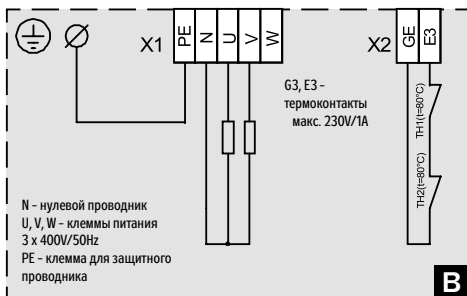 X1
PE
N
U
V
W
X2
GE
E3
G3, E3 –
термоконтакты
макс. 230V/1A
TH1(t=80°C)
TH2(t=80°C)
N – нулевой проводник
U, V, W – клеммы питания
3 x 400V/50Hz
PE – клемма для защитного
проводника
B